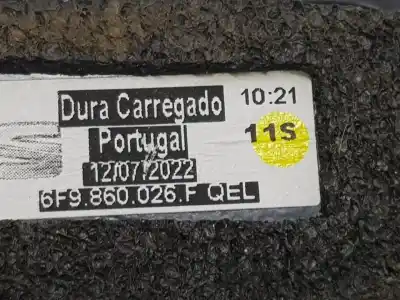 Dura Carregado 10:21
Portugal 11S
12/07/2022
6F9.860.026.F QEL